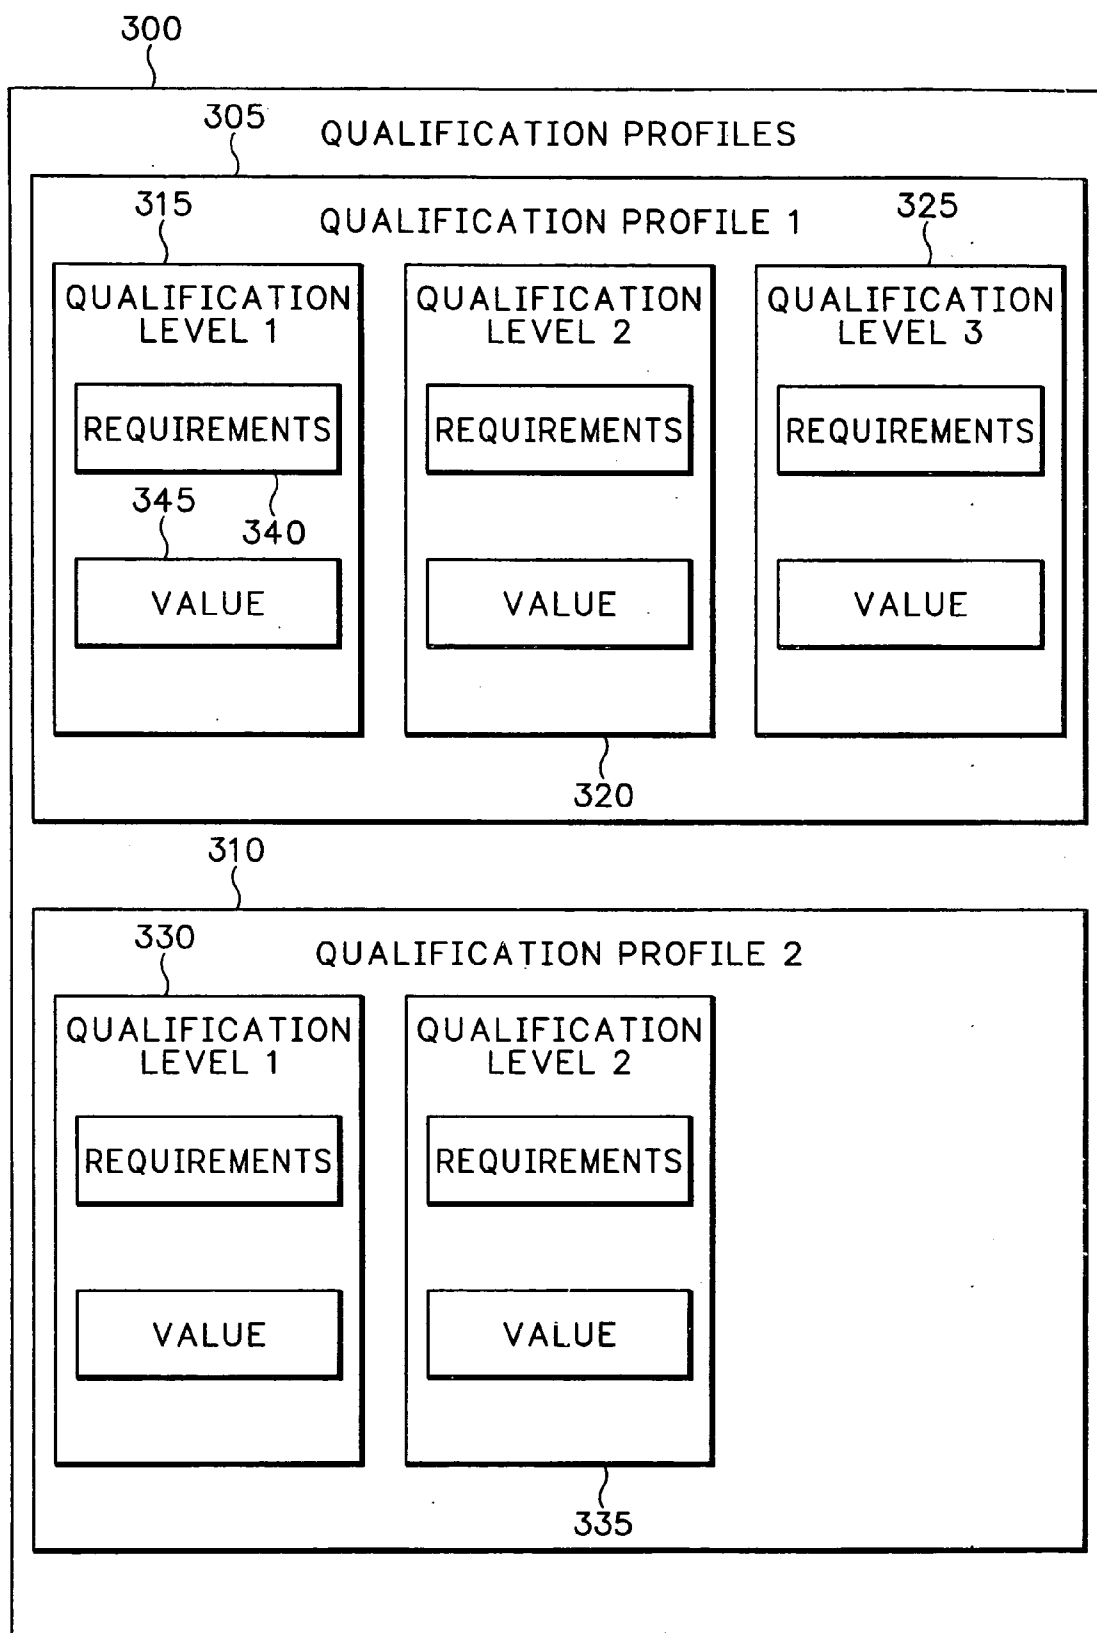 300
305
QUALIFICATION PROFILES
315
QUALIFICATION PROFILE 1
325
QUALIFICATION
LEVEL 1
QUALIFICATION
LEVEL 2
QUALIFICATION
LEVEL 3
REQUIREMENTS
REQUIREMENTS
REQUIREMENTS
345
340
VALUE
VALUE
VALUE
320
310
330
QUALIFICATION PROFILE 2
QUALIFICATION
LEVEL 1
QUALIFICATION
LEVEL 2
REQUIREMENTS
REQUIREMENTS
VALUE
VALUE
335